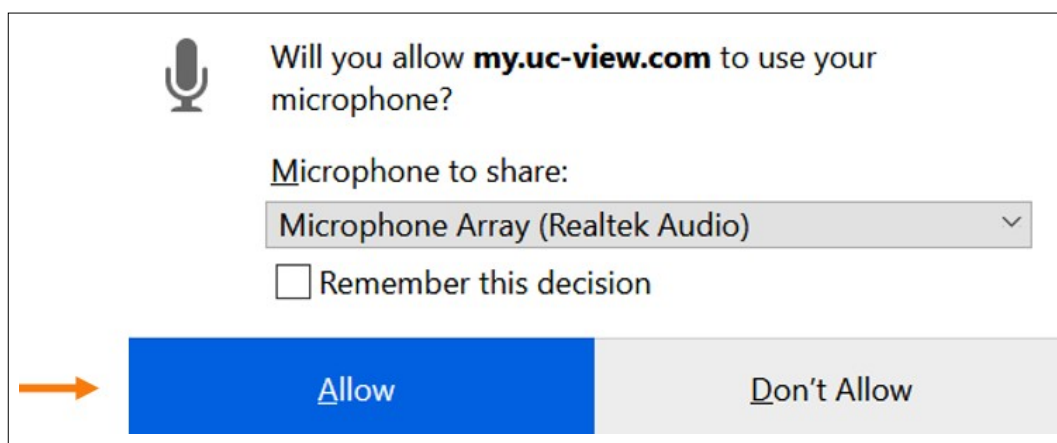 Will you allow my.uc-view.com to use your
microphone?
Microphone to share:
Microphone Array (Realtek Audio)
Remember this decision
Allow
Don't Allow